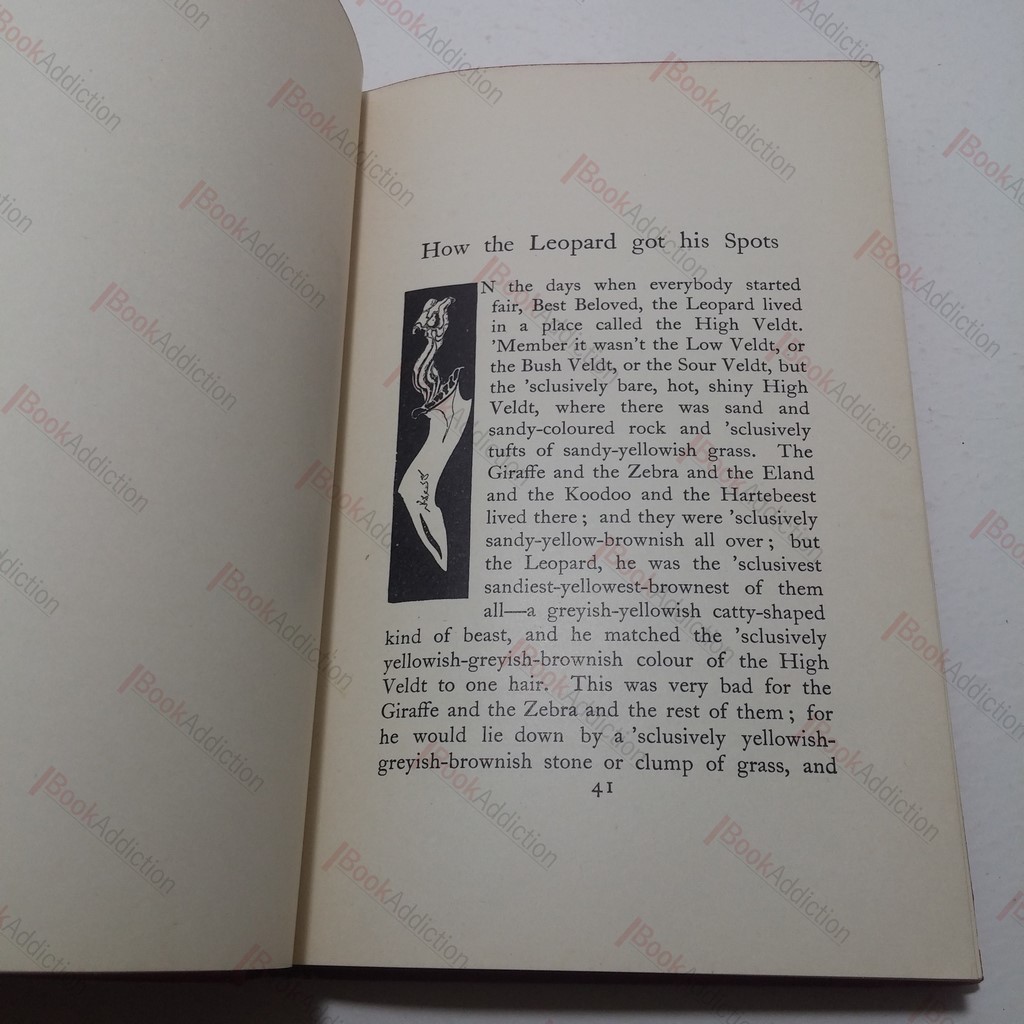 How the Leopard got his Spots
N the days when everybody started
fair, Best Beloved, the Leopard lived
in a place called the High Veldt.
'Member it wasn't the Low Veldt, or
the Bush Veldt, or the Sour Veldt, but
the 'sclusively bare, hot, shiny High
Veldt, where there was sand and
sandy-coloured rock and 'sclusively
tufts of sandy-yellowish grass. The
Giraffe and the Zebra and the Eland
and the Koodoo and the Hartebeest
lived there; and they were 'sclusively
sandy-yellow-brownish all over; but
the Leopard, he was the 'sclusivest
sandiest-yellowest-brownest of them
all—a greyish-yellowish catty-shaped
kind of beast, and he matched the 'sclusively
yellowish-greyish-brownish colour of the High
Veldt to one hair. This was very bad for the
Giraffe and the Zebra and the rest of them; for
he would lie down by a 'sclusively yellowish-
greyish-brownish stone or clump of grass, and
41
BookAddiction